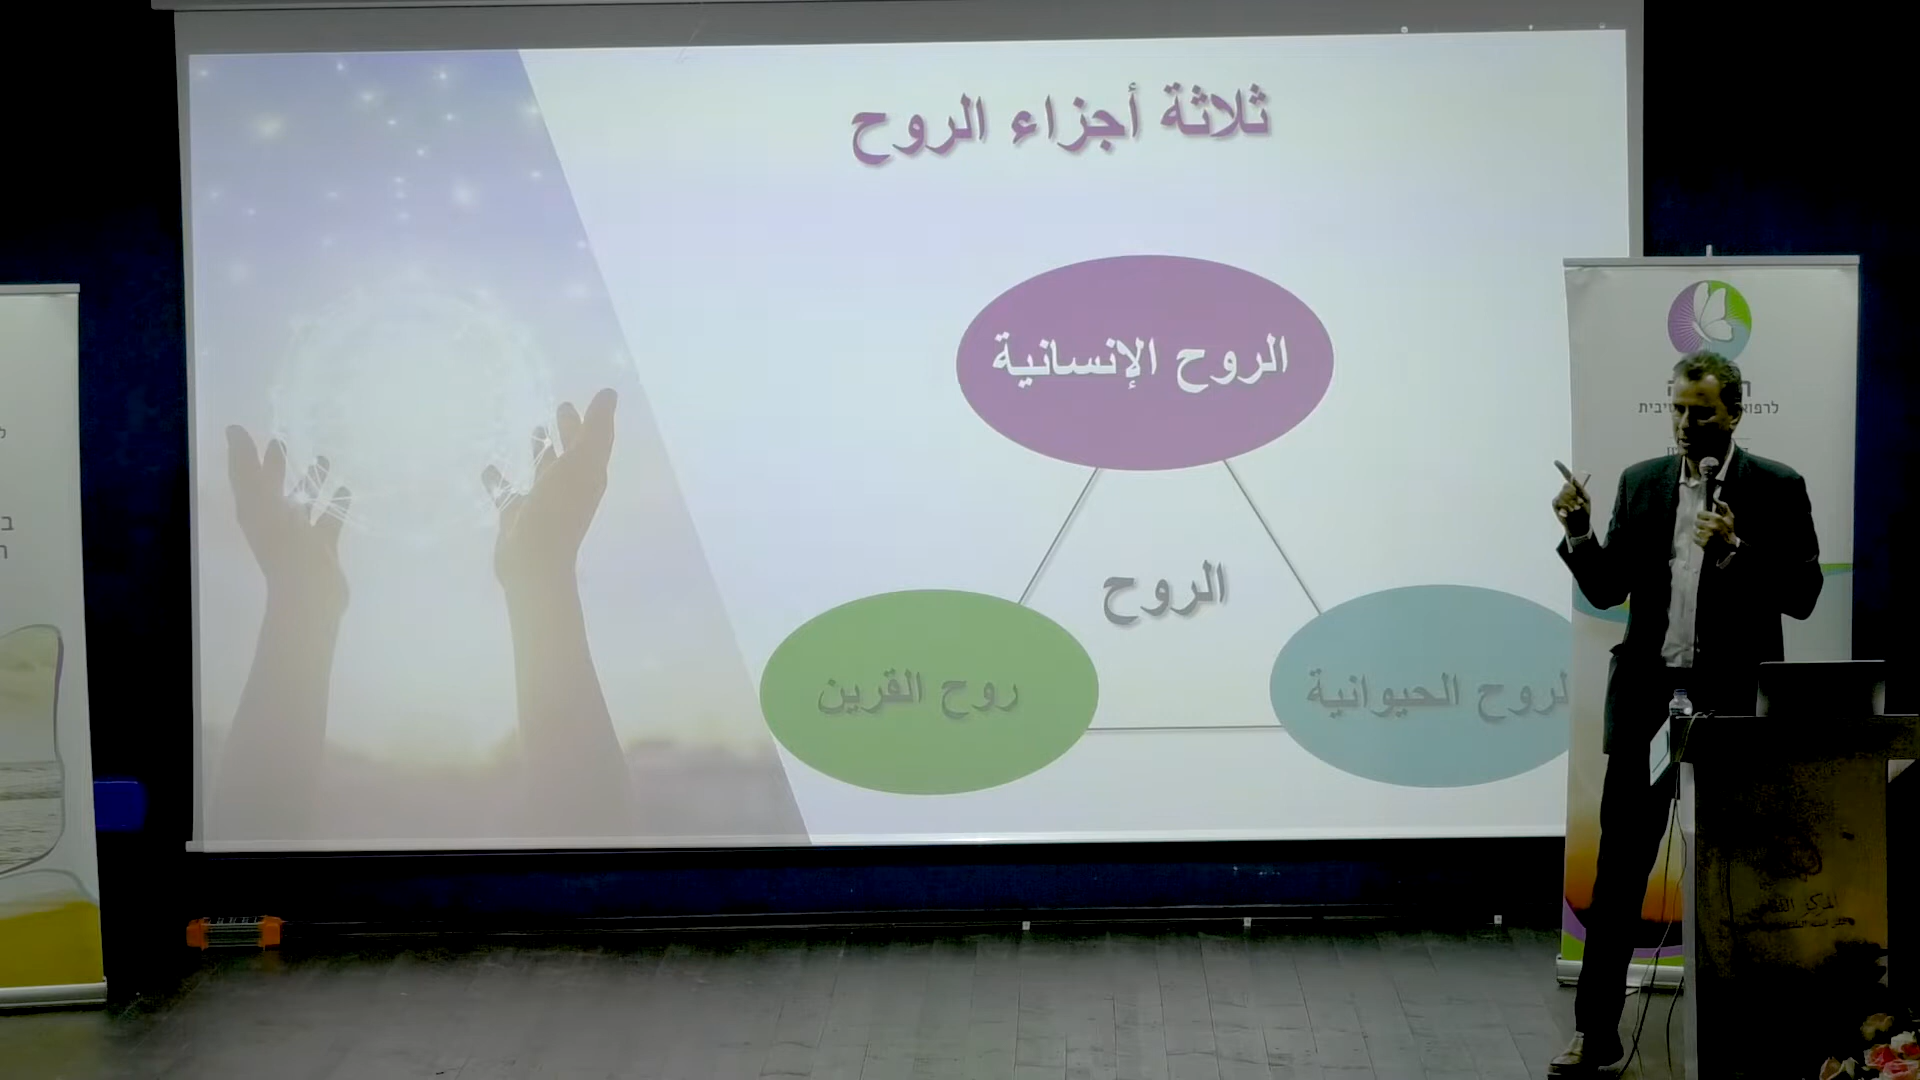 ثلاثة أجزاء الروح
الروح الإنسانية
الروح
روح القرين
لروح الحيوانية